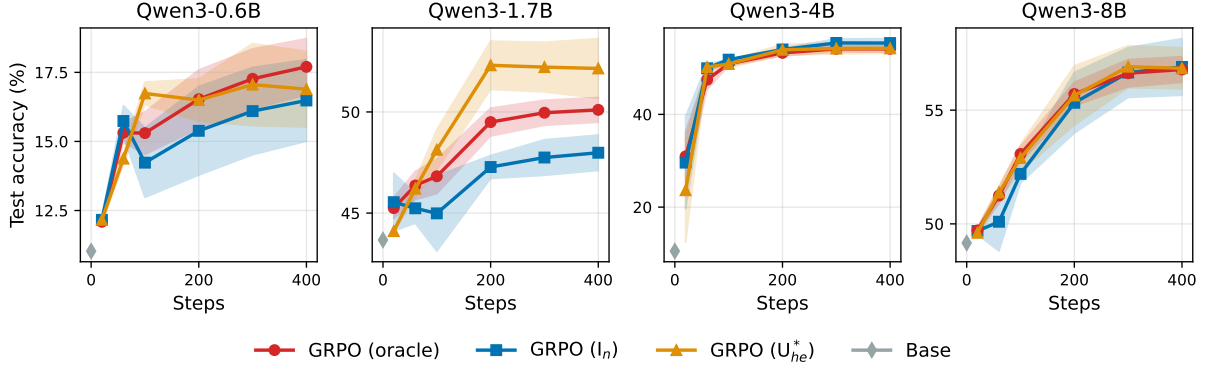 Qwen3-0.6B Qwen3-1.7B Qwen3-4B Qwen3-8B
Test accuracy (%)
17.5
15.0
12.5
0 200 400
Steps
50
45
0 200 400
Steps
40
20
0 200 400
Steps
55
50
0 200 400
Steps
GRPO (oracle) GRPO (Iₙ) GRPO (U*ₕₑ) Base